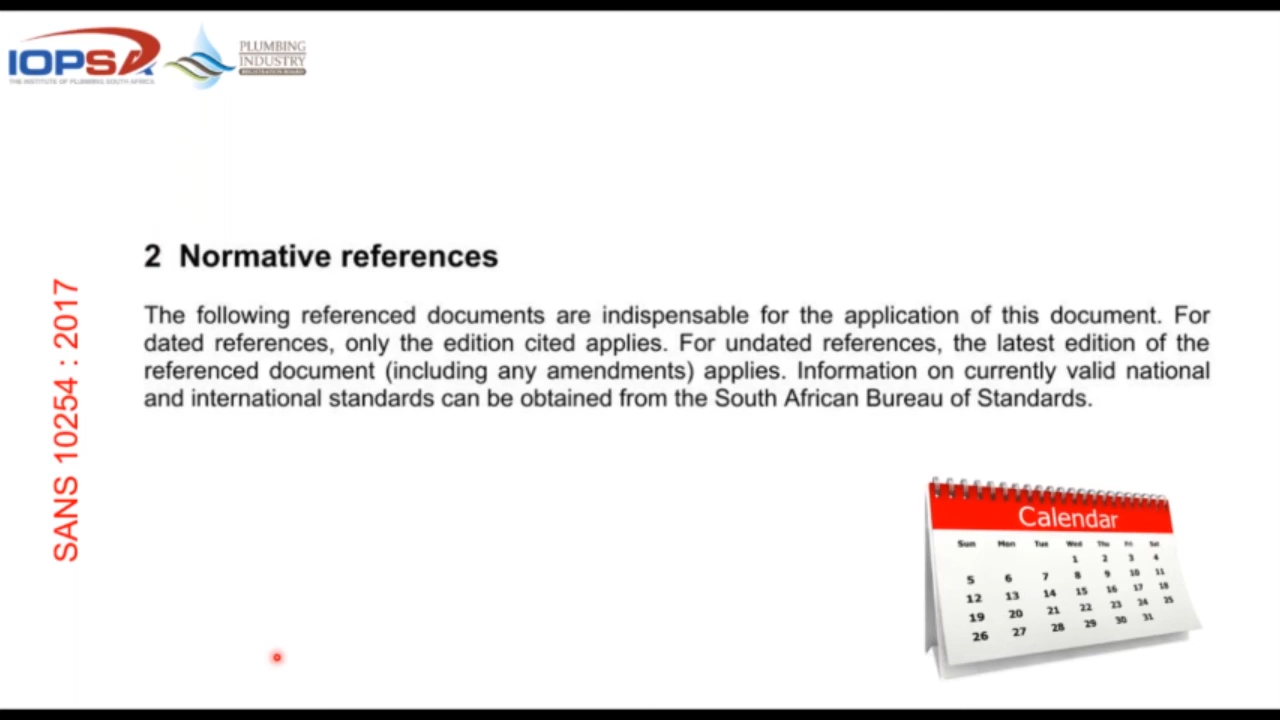 IOPSA
THE INSTITUTE OF PLUMBING SOUTH AFRICA
PLUMBING
INDUSTRY
REGISTRATION BOARD
2 Normative references
The following referenced documents are indispensable for the application of this document. For
dated references, only the edition cited applies. For undated references, the latest edition of the
referenced document (including any amendments) applies. Information on currently valid national
and international standards can be obtained from the South African Bureau of Standards.
SANS 10254 : 2017
Calendar
Sun Mon Tue Wed Thu Fri Sat
1 2 3 4
5 6 7 8 9 10 11
12 13 14 15 16 17 18
19 20 21 22 23 24 25
26 27 28 29 30 31